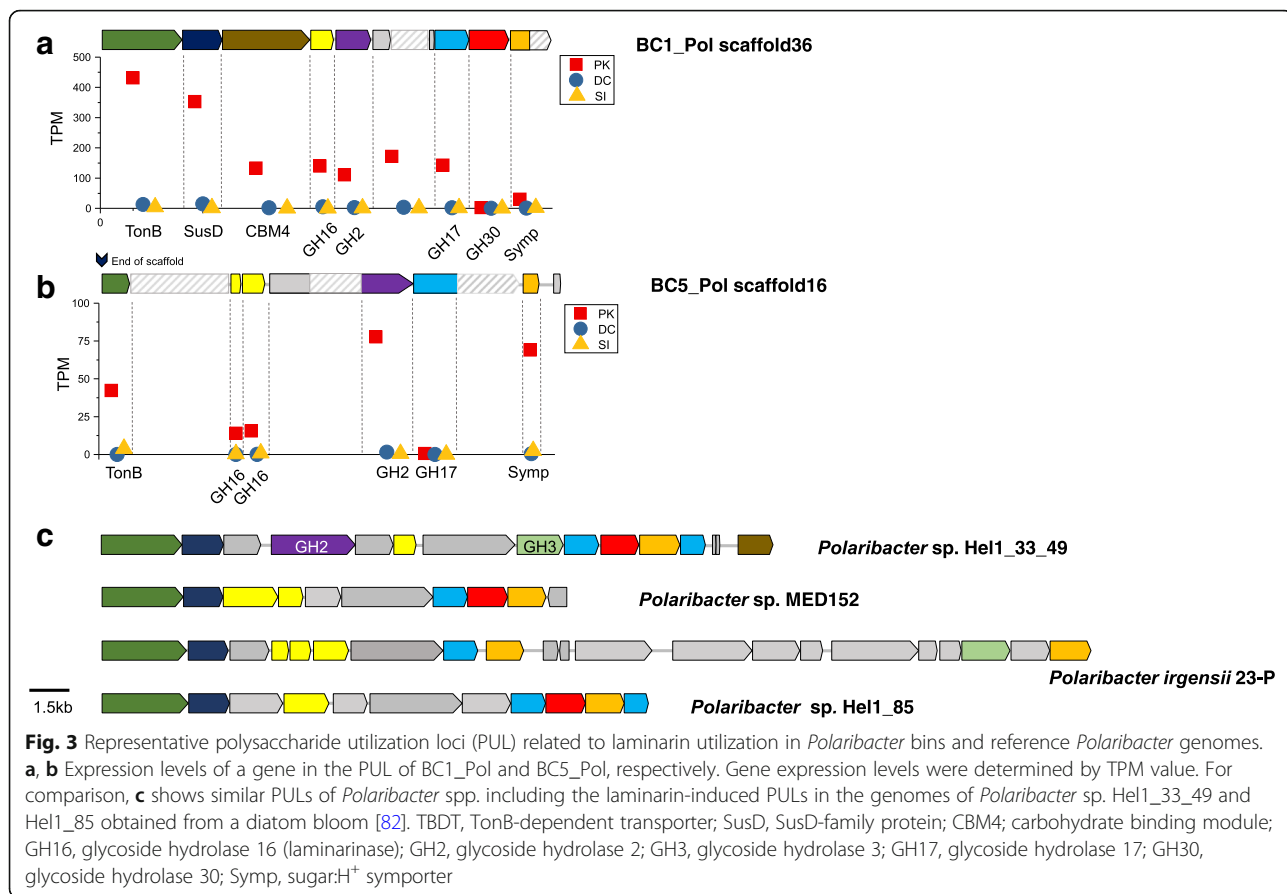 a
BC1_Pol scaffold36
500
400
300
200
100
0
TPM
0
PK
DC
SI
TonB
SusD
CBM4
GH16
GH2
GH17
GH30
Symp
End of scaffold
b
BC5_Pol scaffold16
100
75
50
25
0
TPM
PK
DC
SI
TonB
GH16
GH16
GH2
GH17
Symp
c
GH2
GH3
Polaribacter sp. Hel1_33_49
Polaribacter sp. MED152
Polaribacter irgensii 23-P
1.5kb
Polaribacter sp. Hel1_85
Fig. 3 Representative polysaccharide utilization loci (PUL) related to laminarin utilization in Polaribacter bins and reference Polaribacter genomes.
a, b Expression levels of a gene in the PUL of BC1_Pol and BC5_Pol, respectively. Gene expression levels were determined by TPM value. For
comparison, c shows similar PULs of Polaribacter spp. including the laminarin-induced PULs in the genomes of Polaribacter sp. Hel1_33_49 and
Hel1_85 obtained from a diatom bloom [82]. TBDT, TonB-dependent transporter; SusD, SusD-family protein; CBM4; carbohydrate binding module;
GH16, glycoside hydrolase 16 (laminarinase); GH2, glycoside hydrolase 2; GH3, glycoside hydrolase 3; GH17, glycoside hydrolase 17; GH30,
glycoside hydrolase 30; Symp, sugar:H⁺ symporter